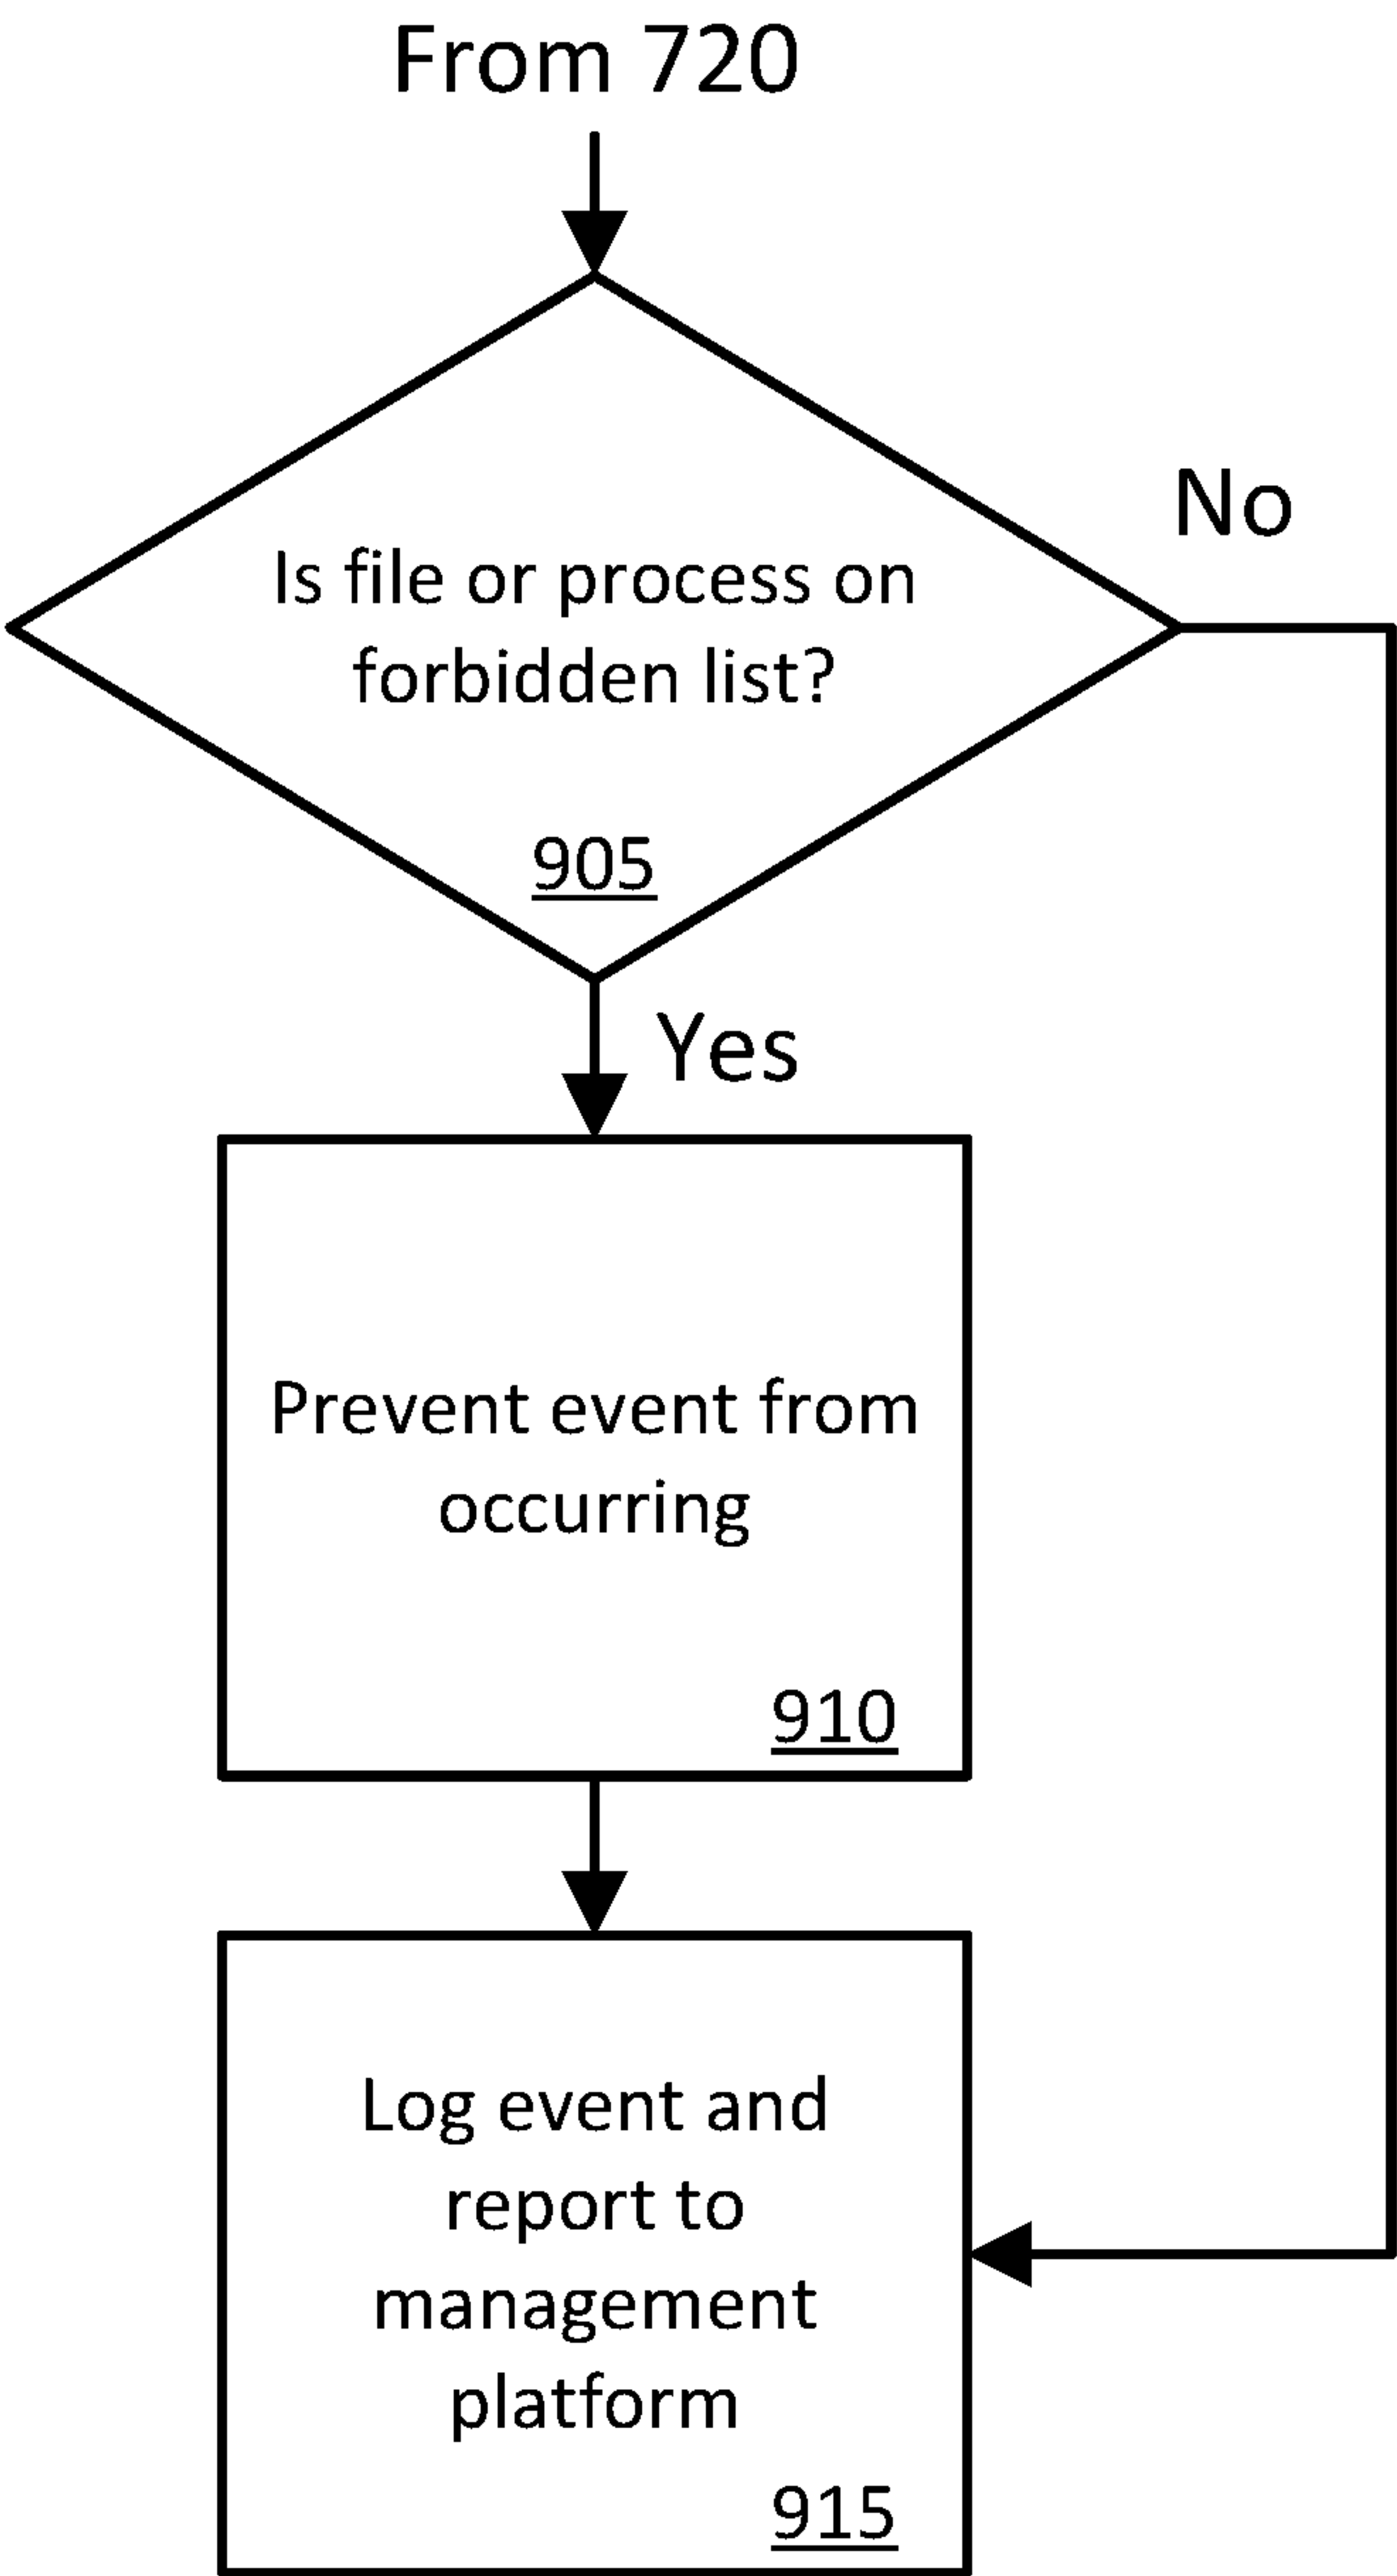 From 720
No
Is file or process on
forbidden list?
905
Yes
Prevent event from
occurring
910
Log event and
report to
management
platform
915